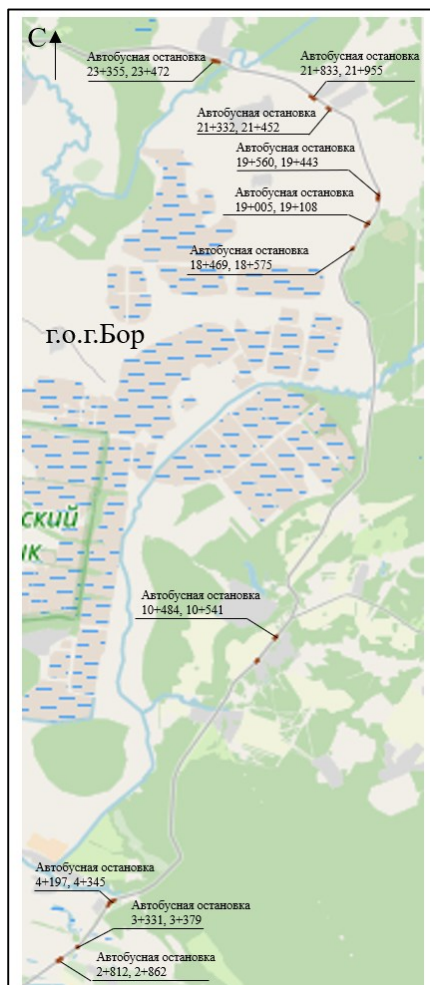 С
Автобусная остановка
23+355, 23+472
Автобусная остановка
21+833, 21+955
Автобусная остановка
21+332, 21+452
Автобусная остановка
19+560, 19+443
Автобусная остановка
19+005, 19+108
Автобусная остановка
18+469, 18+575
г.о.г.Бор
ский
ик
Автобусная остановка
10+484, 10+541
Автобусная остановка
4+197, 4+345
Автобусная остановка
3+331, 3+379
Автобусная остановка
2+812, 2+862